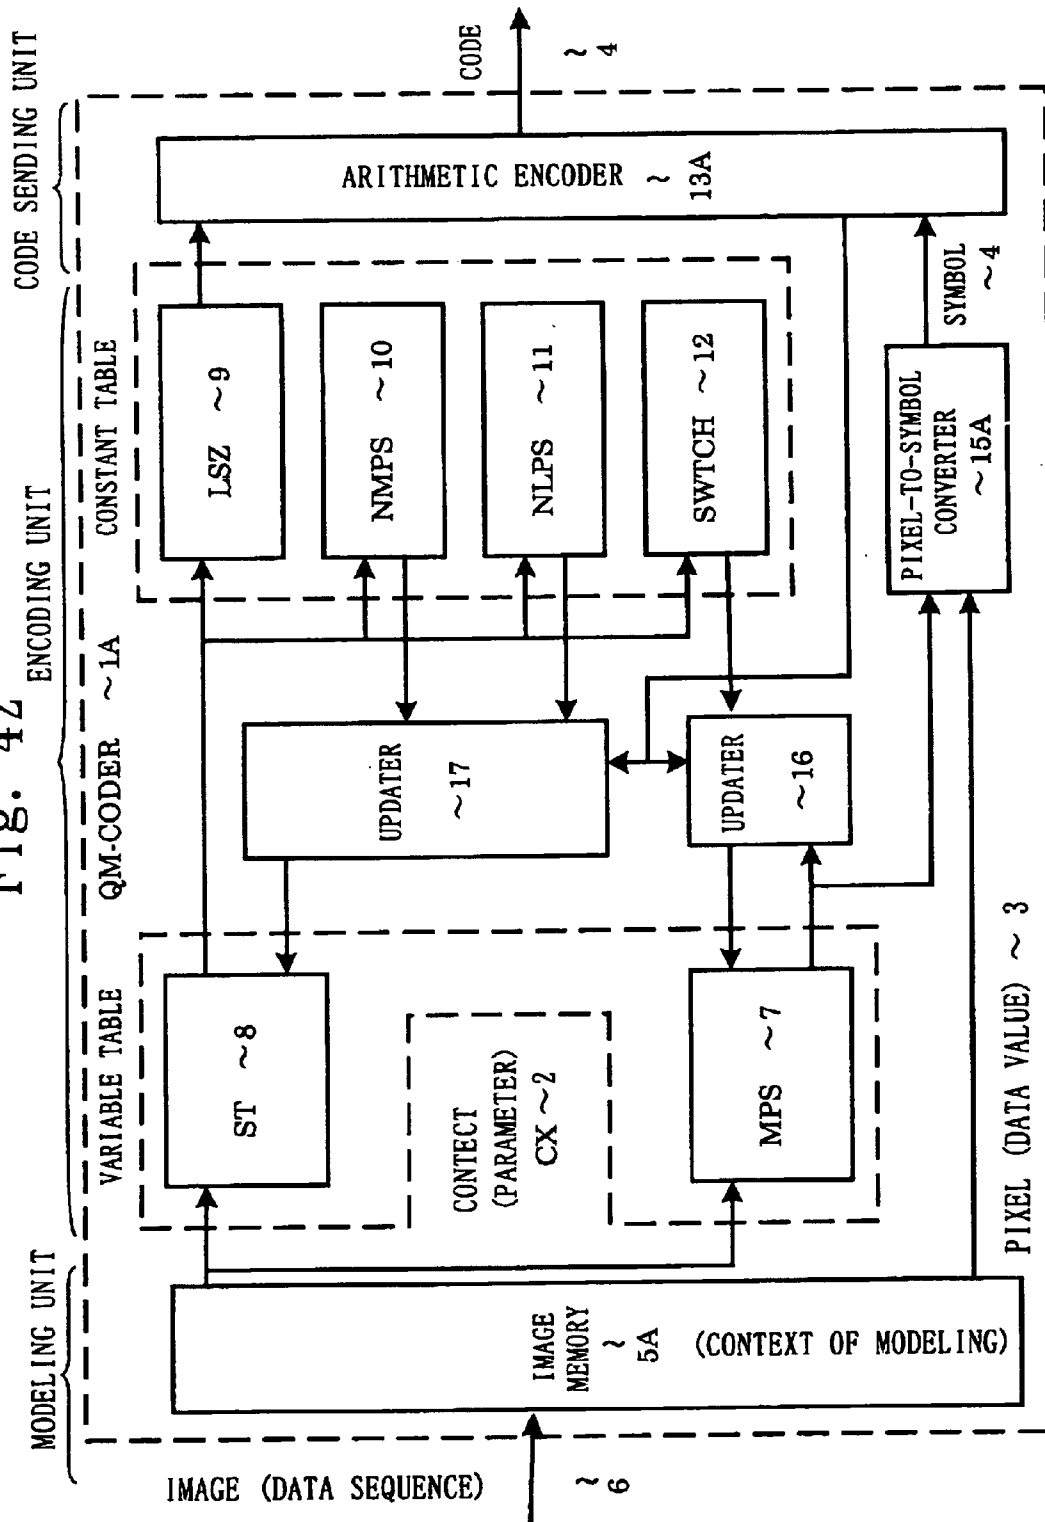 Fig. 42
MODELING UNIT
ENCODING UNIT
CODE SENDING UNIT
QM-CODER ~1A
VARIABLE TABLE
CONSTANT TABLE
IMAGE (DATA SEQUENCE)
~6
IMAGE
MEMORY
~5A
(CONTEXT OF MODELING)
ST ~8
CONTECT
(PARAMETER)
CX ~2
MPS ~7
UPDATER
~17
UPDATER
~16
LSZ ~9
NMPS ~10
NLPS ~11
SWTCH ~12
ARITHMETIC ENCODER ~13A
CODE
~4
PIXEL (DATA VALUE) ~3
PIXEL-TO-SYMBOL
CONVERTER
~15A
SYMBOL
~4